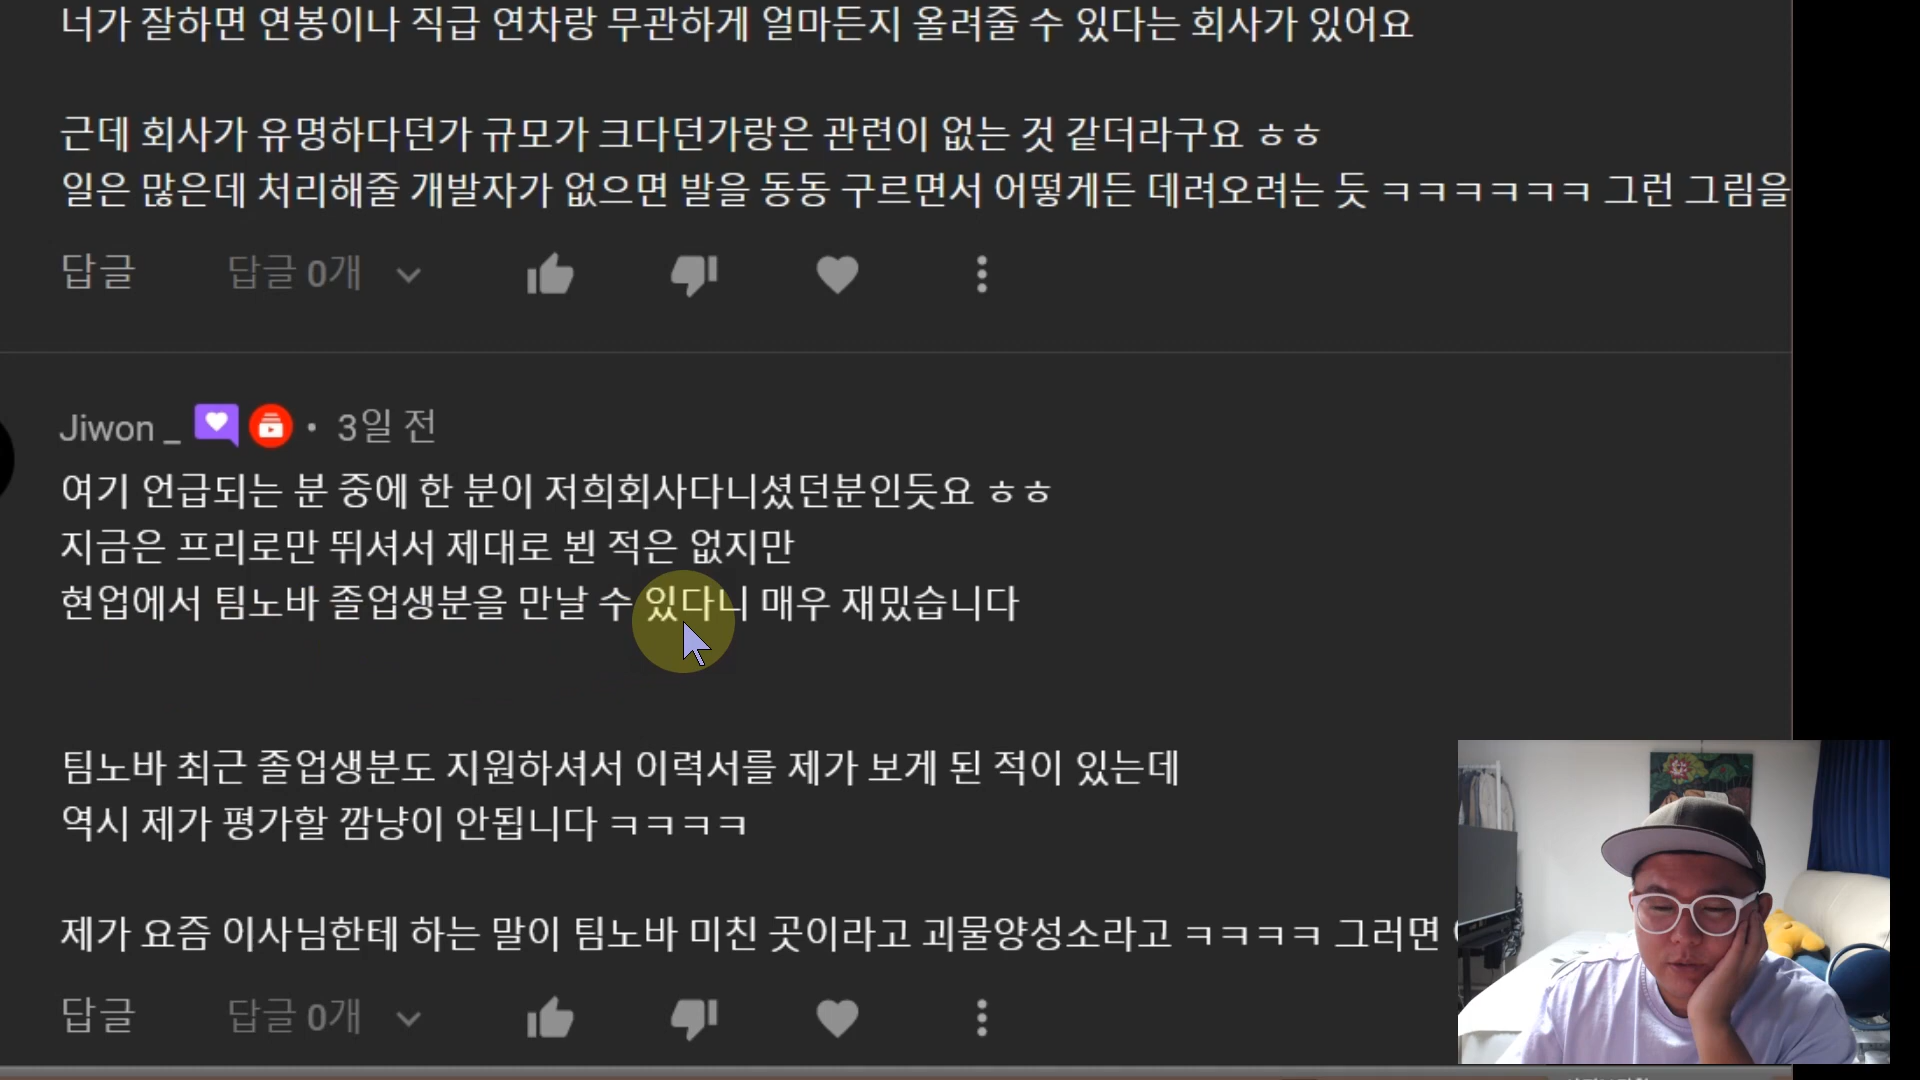 너가 잘하면 연봉이나 직급 연차랑 무관하게 얼마든지 올려줄 수 있다는 회사가 있어요
근데 회사가 유명하다던가 규모가 크다던가랑은 관련이 없는 것 같더라구요 ㅎㅎ
일은 많은데 처리해줄 개발자가 없으면 발을 동동 구르면서 어떻게든 데려오려는 듯 ㅋㅋㅋㅋㅋㅋ 그런 그림을
답글 답글 0개
Jiwon _ • 3일 전
여기 언급되는 분 중에 한 분이 저희회사다니셨던분인듯요 ㅎㅎ
지금은 프리로만 뛰셔서 제대로 뵌 적은 없지만
현업에서 팀노바 졸업생분을 만날 수 있다니 매우 재밌습니다
팀노바 최근 졸업생분도 지원하셔서 이력서를 제가 보게 된 적이 있는데
역시 제가 평가할 깜냥이 안됩니다 ㅋㅋㅋㅋ
제가 요즘 이사님한테 하는 말이 팀노바 미친 곳이라고 괴물양성소라고 ㅋㅋㅋㅋ 그러면
답글 답글 0개